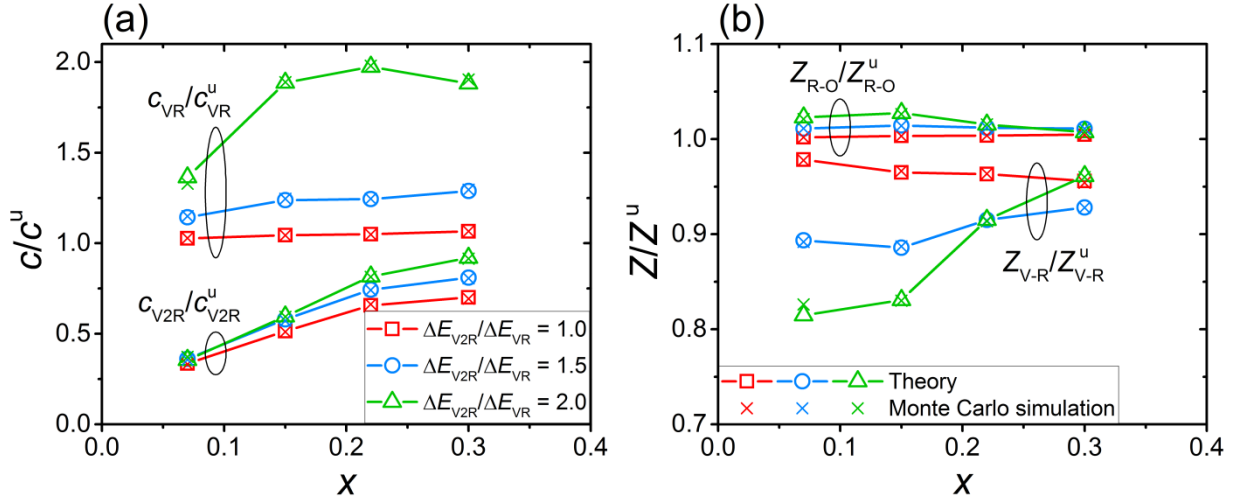 (a)
2.0
1.5
1.0
0.5
0.0
c/c^u
c_VR/c^u_VR
c_V2R/c^u_V2R
ΔE_V2R/ΔE_VR = 1.0
ΔE_V2R/ΔE_VR = 1.5
ΔE_V2R/ΔE_VR = 2.0
0.0 0.1 0.2 0.3 0.4
x
(b)
1.1
1.0
0.9
0.8
0.7
Z/Z^u
Z_R-O/Z^u_R-O
Z_V-R/Z^u_V-R
Theory
Monte Carlo simulation
0.0 0.1 0.2 0.3 0.4
x